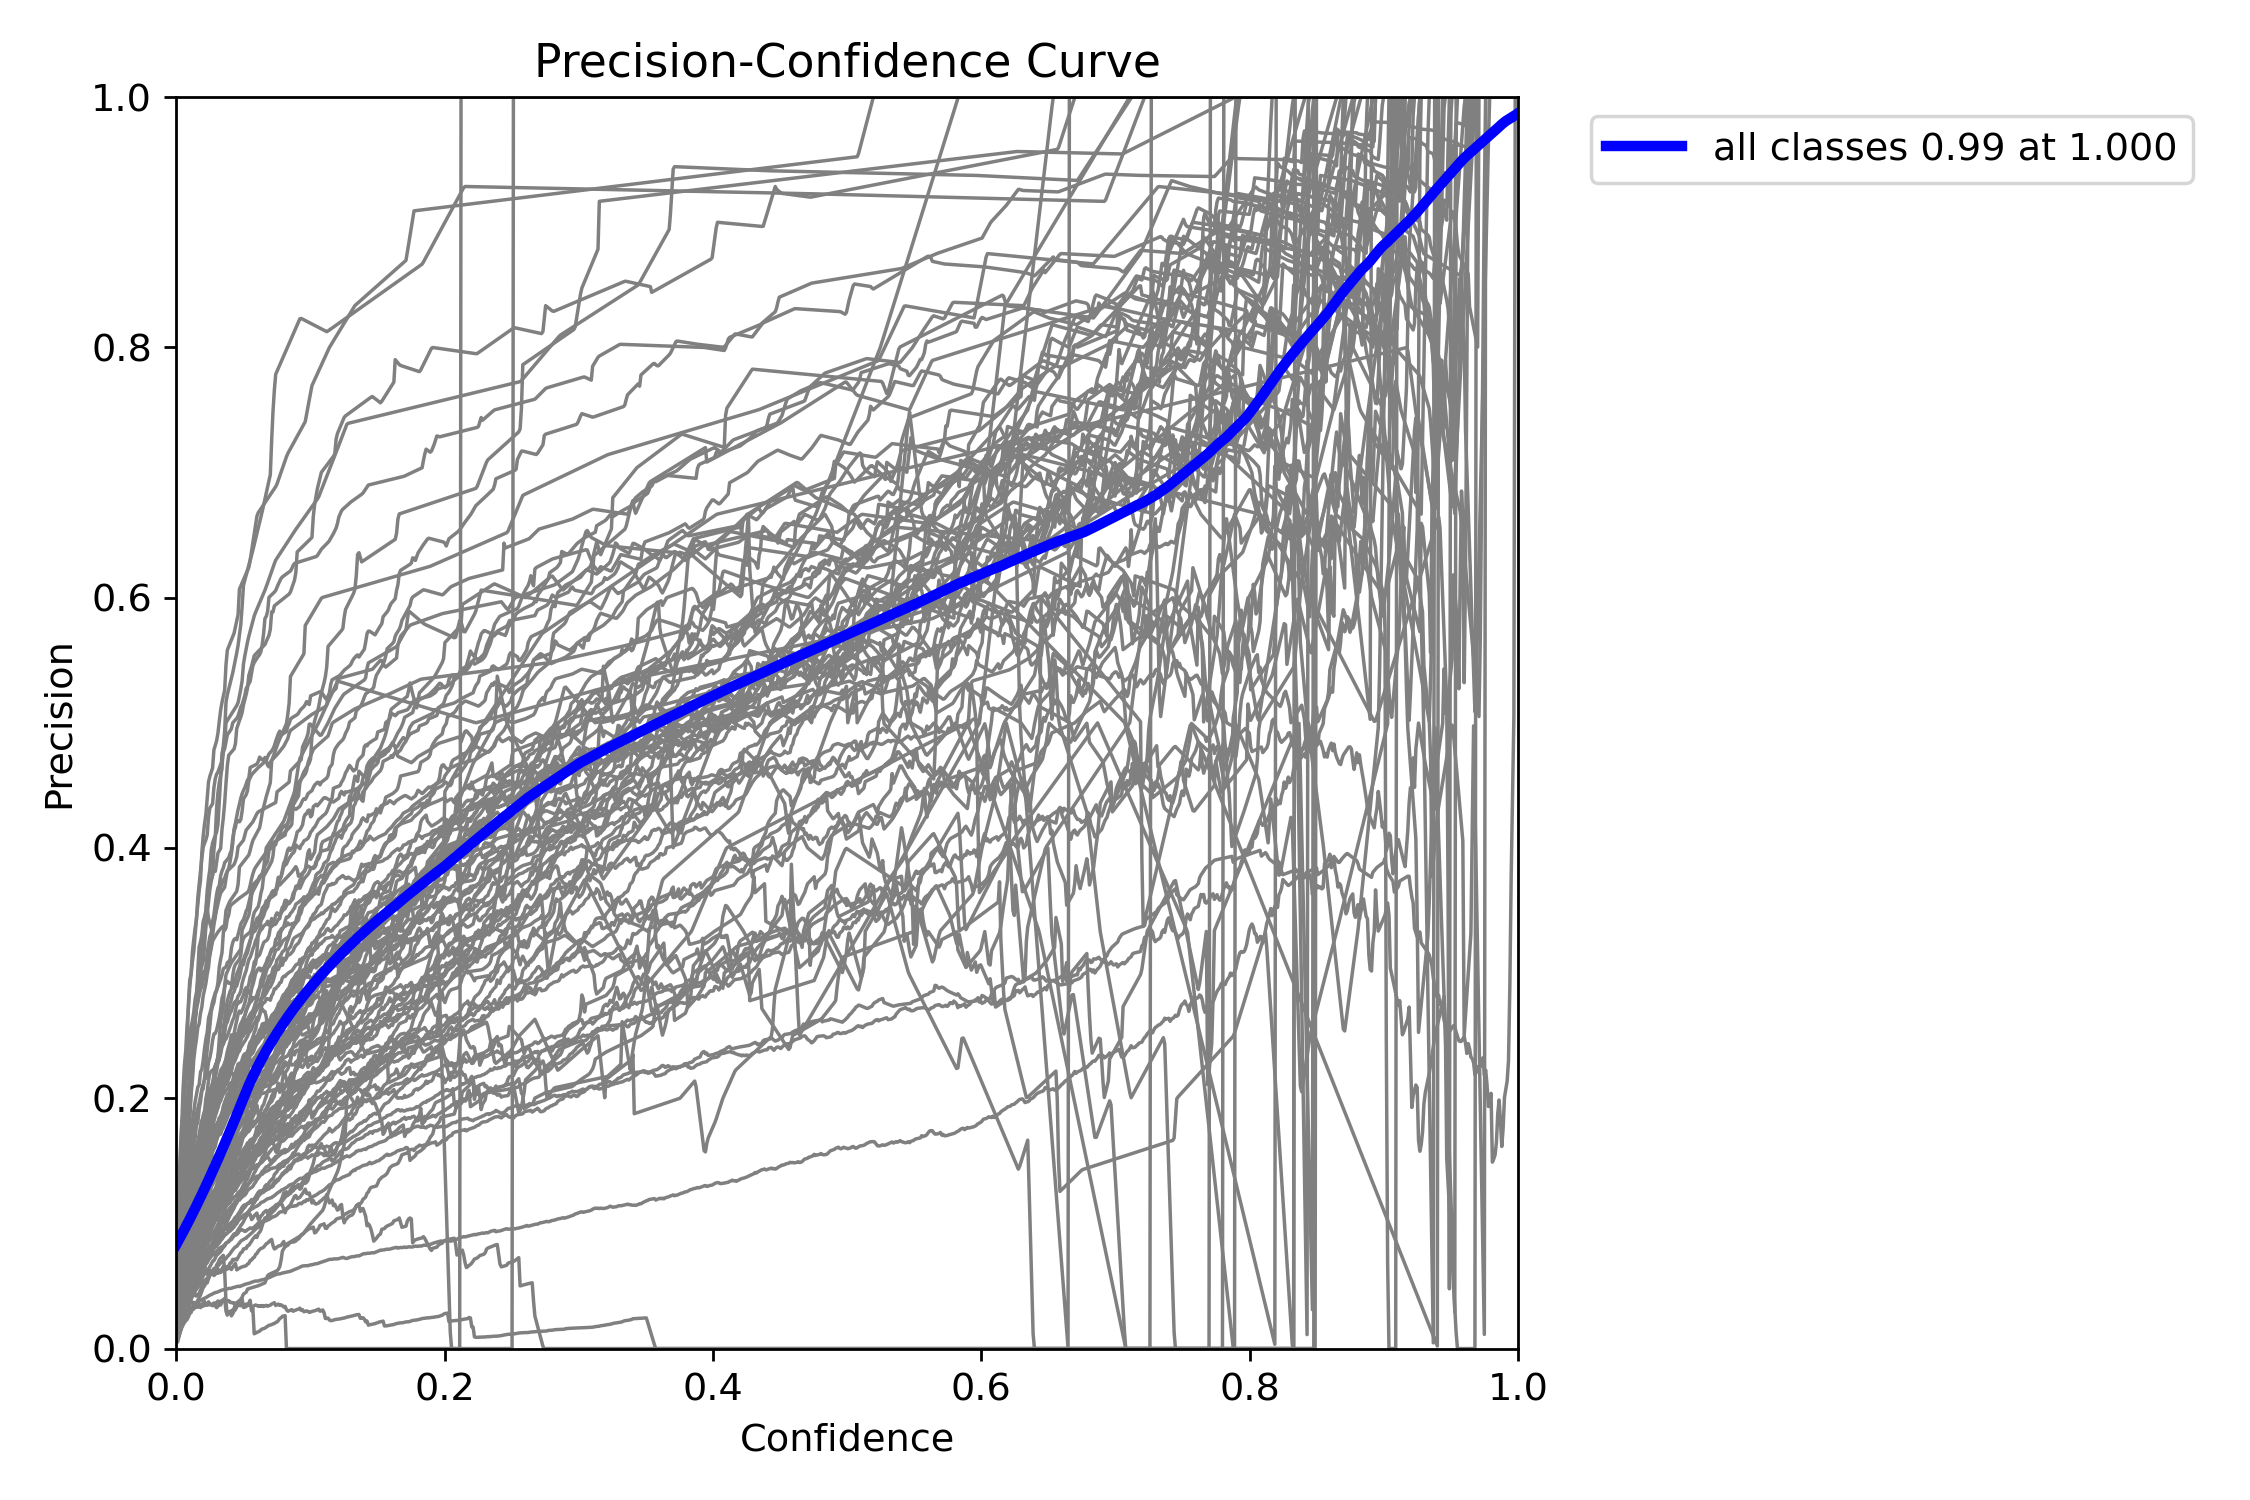 Precision-Confidence Curve
all classes 0.99 at 1.000
Precision
1.0
0.8
0.6
0.4
0.2
0.0
0.0 0.2 0.4 0.6 0.8 1.0
Confidence